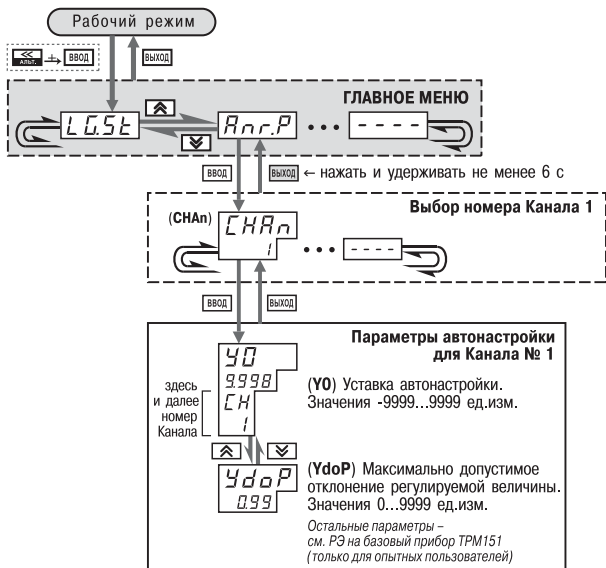 Рабочий режим
<<
АЛЬТ.
+
ВВОД
ВЫХОД
ГЛАВНОЕ МЕНЮ
LG.St
Anr.P
• • •
- - - -
ВВОД
ВЫХОД
← нажать и удерживать не менее 6 с
Выбор номера Канала 1
(CHAn)
CHAn
1
• • •
- - - -
ВВОД
ВЫХОД
Параметры автонастройки
для Канала № 1
Y0
9.998
CH
1
здесь
и далее
номер
Канала
(Y0) Уставка автонастройки.
Значения -9999...9999 ед.изм.
YdoP
0.99
(YdoP) Максимально допустимое
отклонение регулируемой величины.
Значения 0...9999 ед.изм.
Остальные параметры –
см. РЭ на базовый прибор ТРМ151
(только для опытных пользователей)